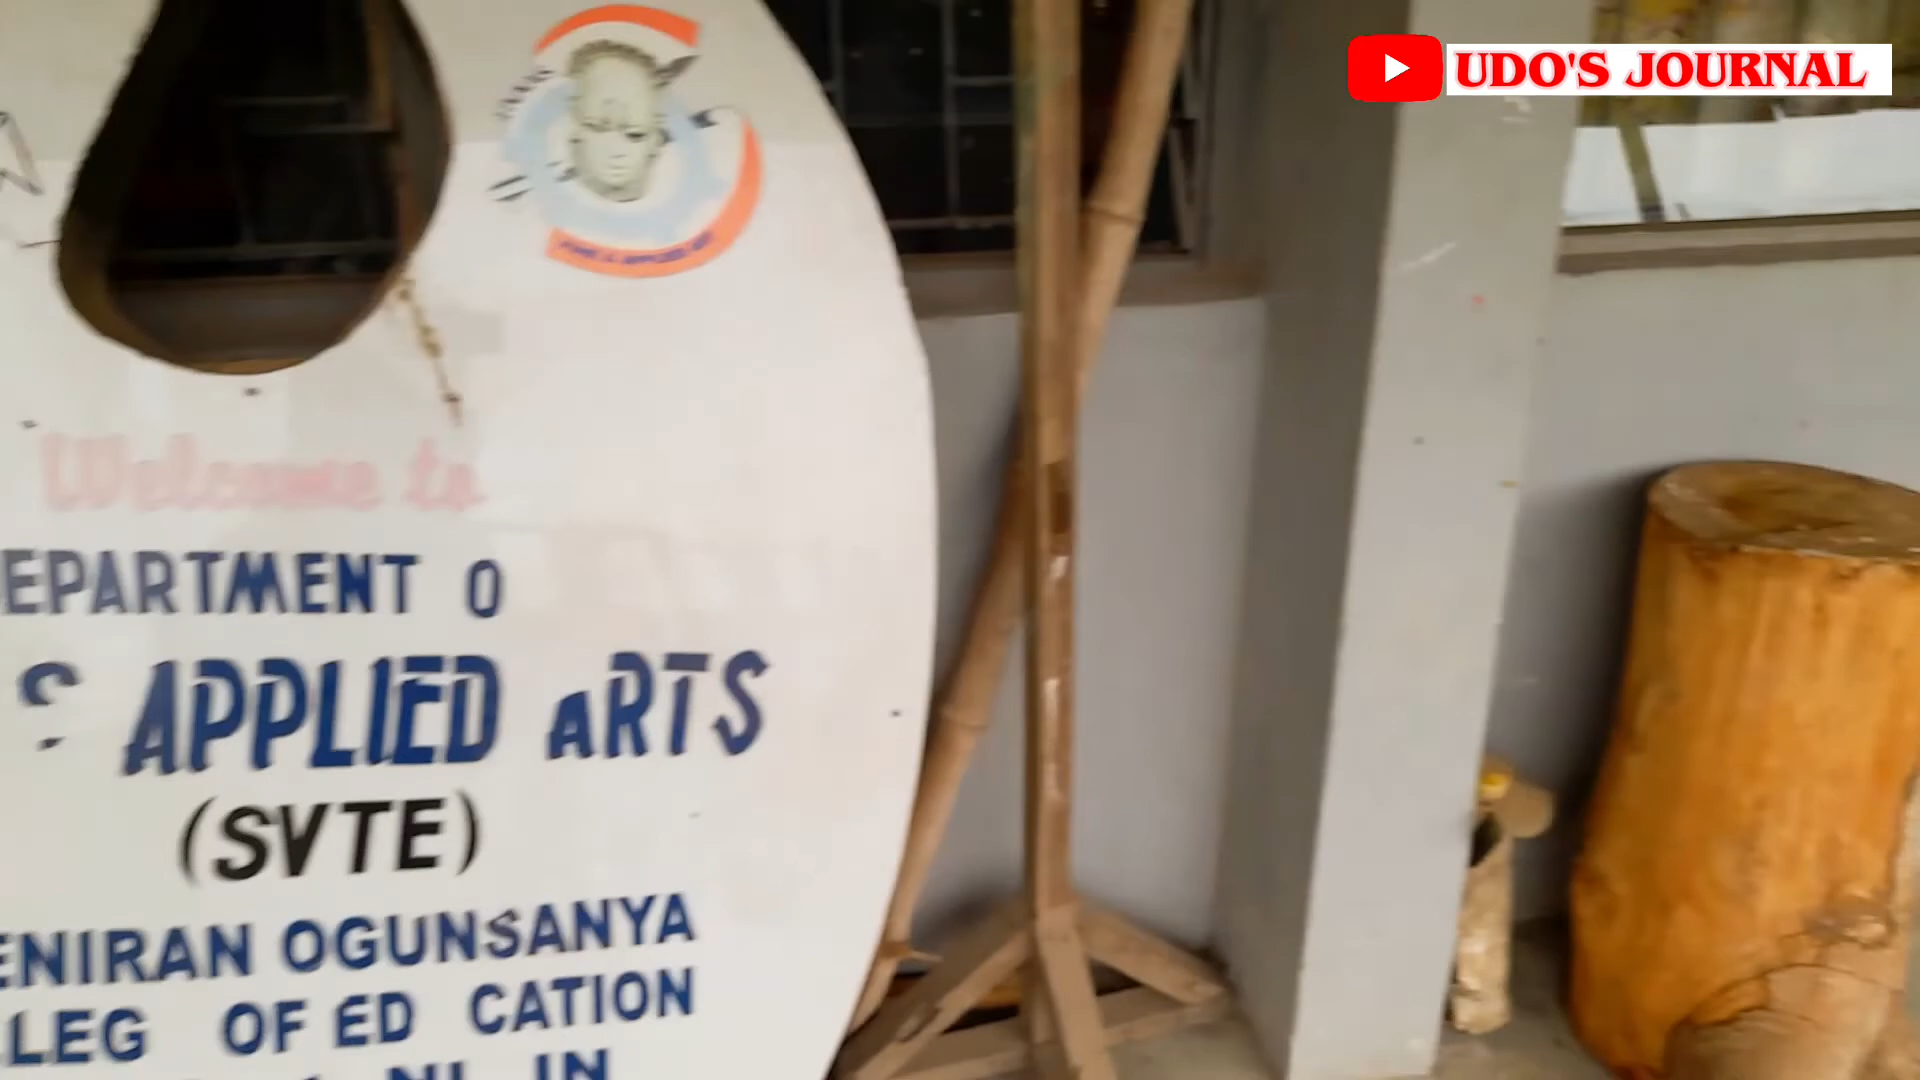 UDO'S JOURNAL
Welcome to
EPARTMENT O
S APPLIED ARTS
(SVTE)
ENIRAN OGUNSANYA
LEG OF ED CATION